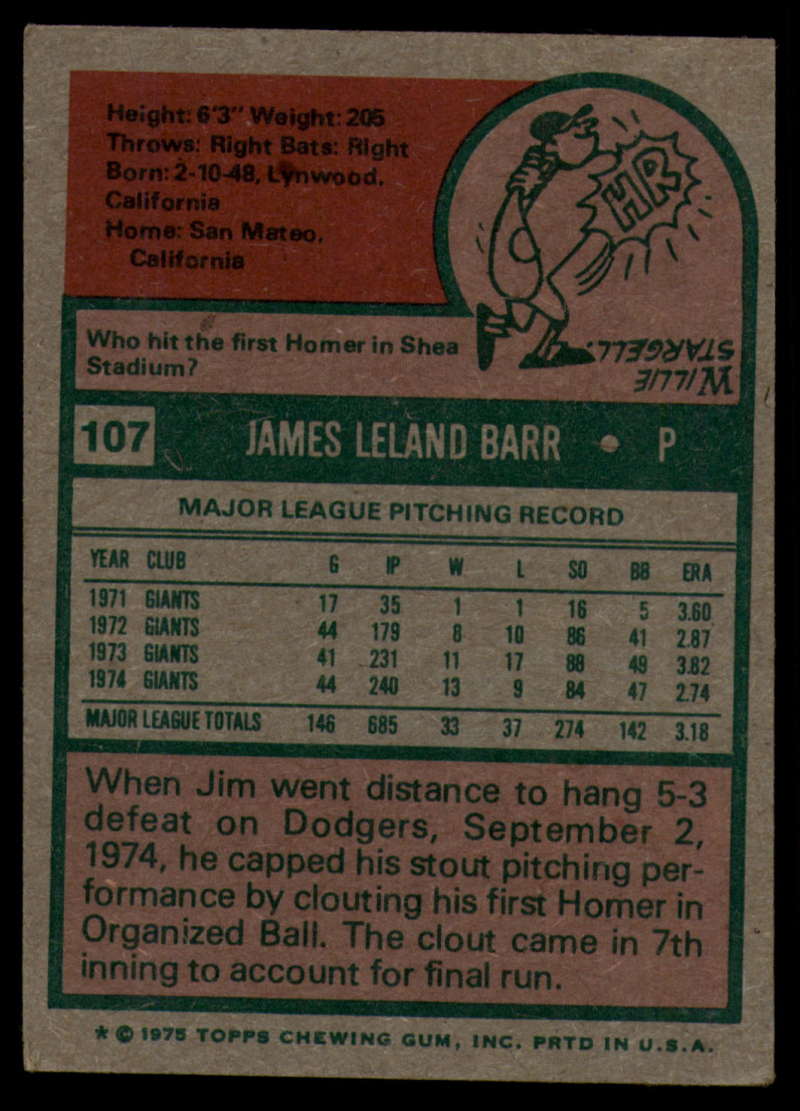 Height: 6'3" Weight: 205
Throws: Right Bats: Right
Born: 2-10-48, Lynwood,
California
Home: San Mateo,
California
HR
Who hit the first Homer in Shea
Stadium?
WILLIE
STARGELL.
107 JAMES LELAND BARR • P
MAJOR LEAGUE PITCHING RECORD
YEAR CLUB G IP W L SO BB ERA
1971 GIANTS 17 35 1 1 16 5 3.60
1972 GIANTS 44 179 8 10 86 41 2.87
1973 GIANTS 41 231 11 17 88 49 3.82
1974 GIANTS 44 240 13 9 84 47 2.74
MAJOR LEAGUE TOTALS 146 685 33 37 274 142 3.18
When Jim went distance to hang 5-3
defeat on Dodgers, September 2,
1974, he capped his stout pitching per-
formance by clouting his first Homer in
Organized Ball. The clout came in 7th
inning to account for final run.
* © 1975 TOPPS CHEWING GUM, INC. PRTD IN U.S.A.